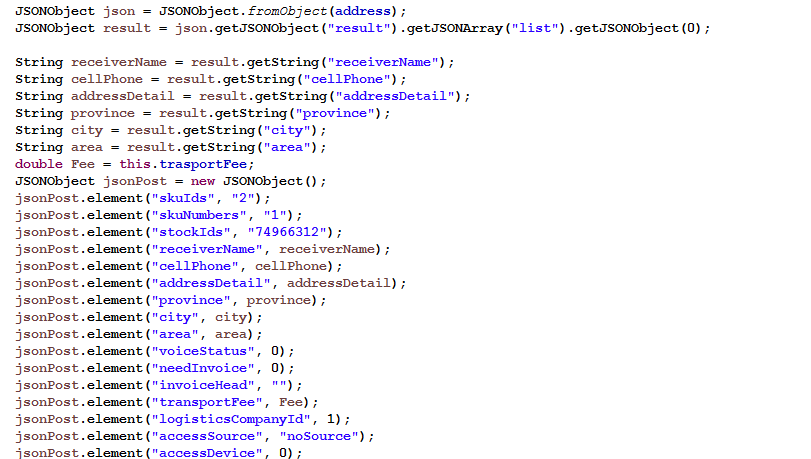 JSONObject json = JSONObject.fromObject(address);
JSONObject result = json.getJSONObject("result").getJSONArray("list").getJSONObject(0);
String receiverName = result.getString("receiverName");
String cellPhone = result.getString("cellPhone");
String addressDetail = result.getString("addressDetail");
String province = result.getString("province");
String city = result.getString("city");
String area = result.getString("area");
double Fee = this.trasportFee;
JSONObject jsonPost = new JSONObject();
jsonPost.element("skuIds", "2");
jsonPost.element("skuNumbers", "1");
jsonPost.element("stockIds", "74966312");
jsonPost.element("receiverName", receiverName);
jsonPost.element("cellPhone", cellPhone);
jsonPost.element("addressDetail", addressDetail);
jsonPost.element("province", province);
jsonPost.element("city", city);
jsonPost.element("area", area);
jsonPost.element("voiceStatus", 0);
jsonPost.element("needInvoice", 0);
jsonPost.element("invoiceHead", "");
jsonPost.element("transportFee", Fee);
jsonPost.element("logisticsCompanyId", 1);
jsonPost.element("accessSource", "noSource");
jsonPost.element("accessDevice", 0);